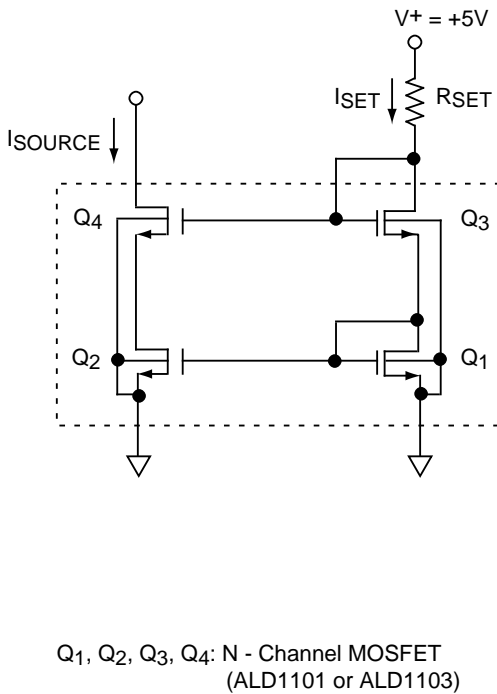 V+ = +5V
ISET
RSET
ISOURCE
Q4
Q3
Q2
Q1
Q1, Q2, Q3, Q4: N - Channel MOSFET
(ALD1101 or ALD1103)